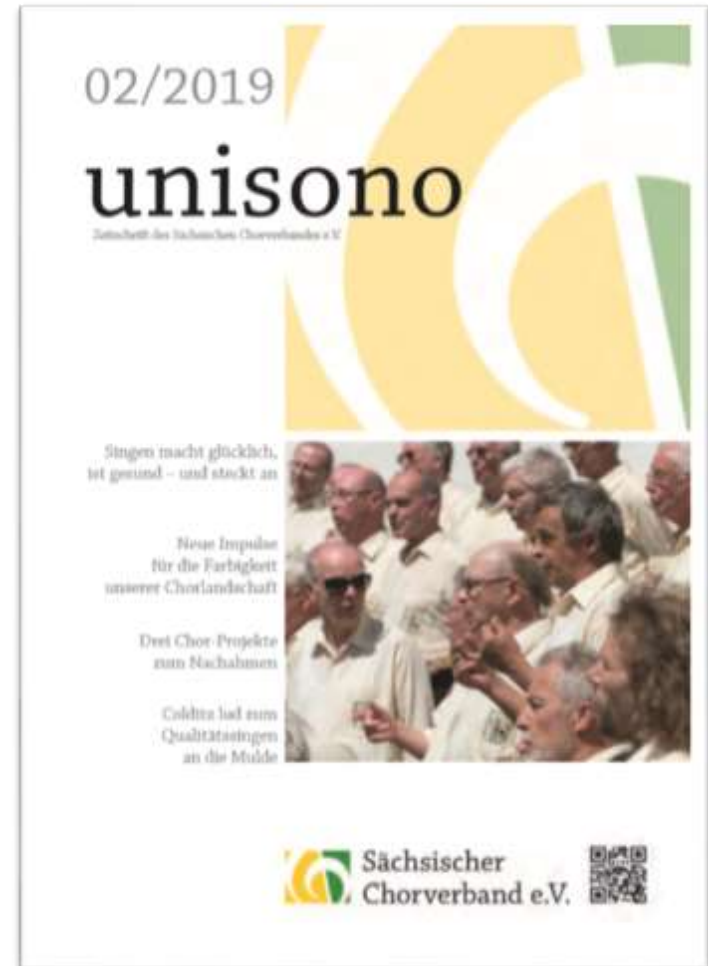 02/2019
unisono
Zeitschrift des Sächsischen Chorverbandes e.V.
Singen macht glücklich,
ist gesund – und steckt an
Neue Impulse
für die Farbigkeit
unserer Chorlandschaft
Drei Chor-Projekte
zum Nachahmen
Colditz lud zum
Qualitätssingen
an die Mulde
Sächsischer
Chorverband e.V.